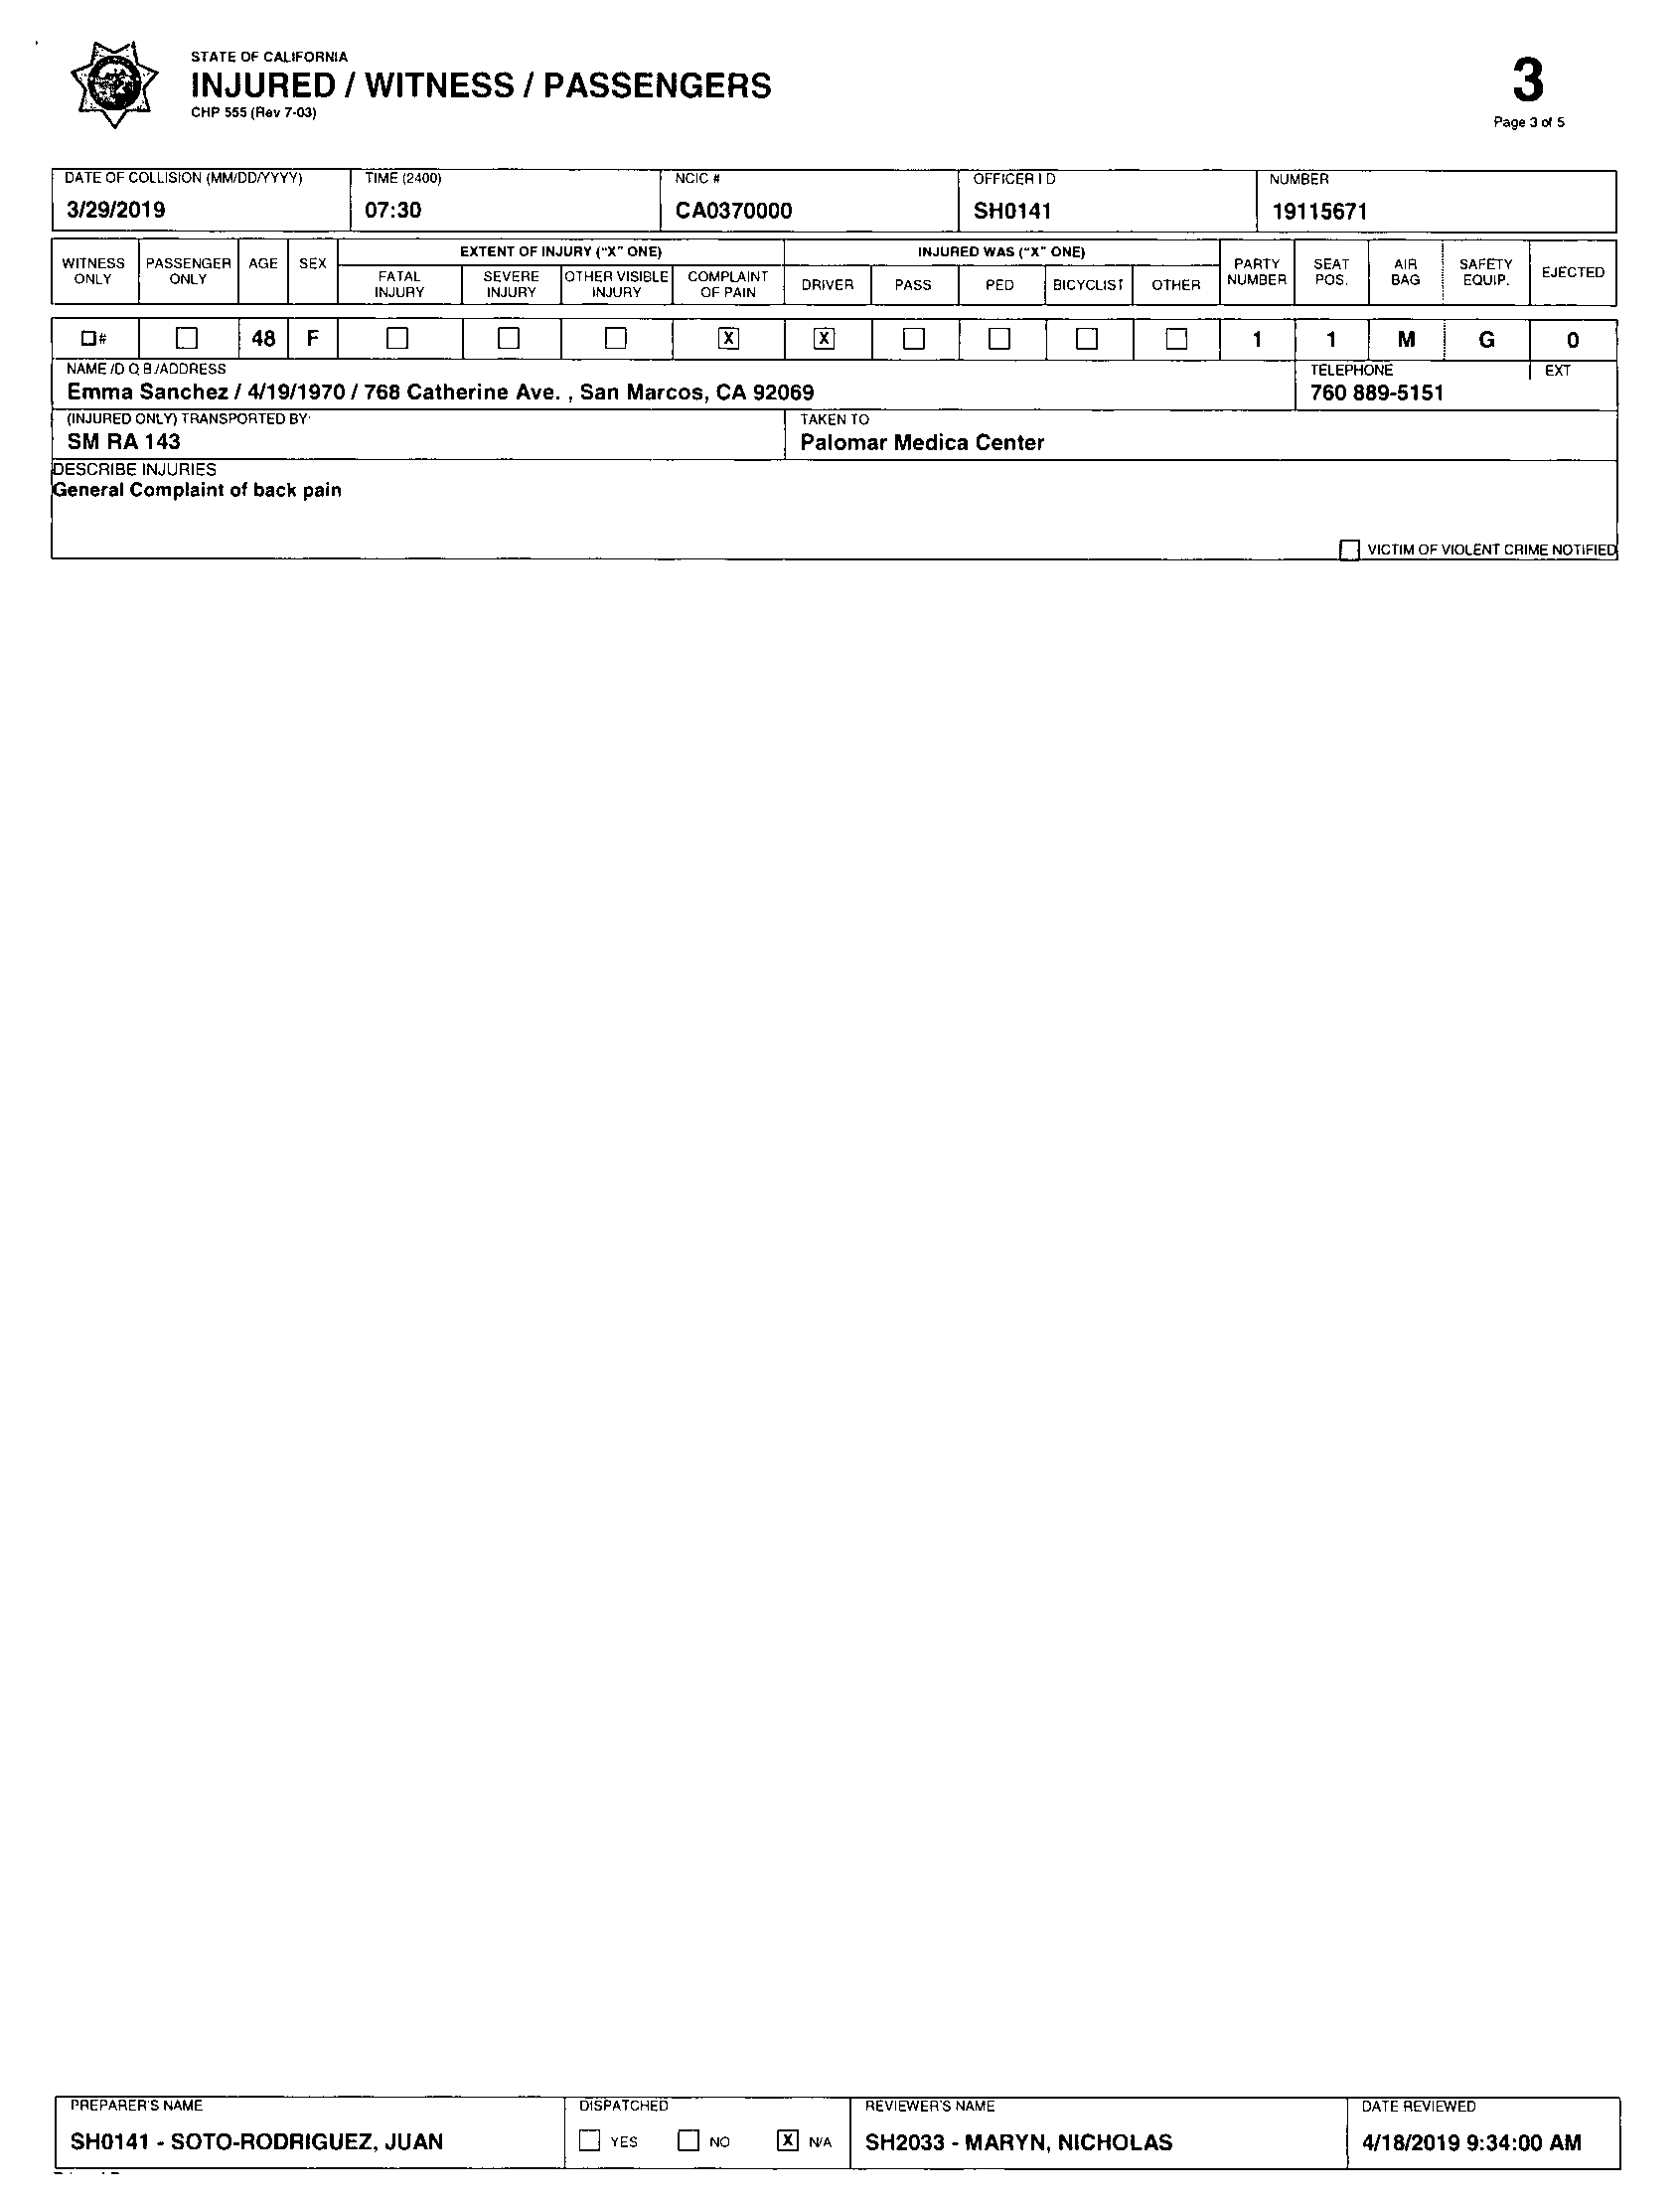 STATE OF CALIFORNIA
INJURED / WITNESS / PASSENGERS
CHP 555 (Rev 7-03)
3
Page 3 of 5
DATE OF COLLISION (MM/DD/YYYY) TIME (2400) NCIC # OFFICER I D NUMBER
3/29/2019 07:30 CA0370000 SH0141 19115671
WITNESS ONLY PASSENGER ONLY AGE SEX EXTENT OF INJURY ("X" ONE) INJURED WAS ("X" ONE) PARTY NUMBER SEAT POS. AIR BAG SAFETY EQUIP. EJECTED
FATAL INJURY SEVERE INJURY OTHER VISIBLE INJURY COMPLAINT OF PAIN DRIVER PASS PED BICYCLIST OTHER
# 48 F X X 1 1 M G 0
NAME /D O B /ADDRESS TELEPHONE EXT
Emma Sanchez / 4/19/1970 / 768 Catherine Ave. , San Marcos, CA 92069 760 889-5151
(INJURED ONLY) TRANSPORTED BY: TAKEN TO
SM RA 143 Palomar Medica Center
DESCRIBE INJURIES
General Complaint of back pain
VICTIM OF VIOLENT CRIME NOTIFIED
PREPARER'S NAME DISPATCHED REVIEWER'S NAME DATE REVIEWED
SH0141 - SOTO-RODRIGUEZ, JUAN YES NO X N/A SH2033 - MARYN, NICHOLAS 4/18/2019 9:34:00 AM